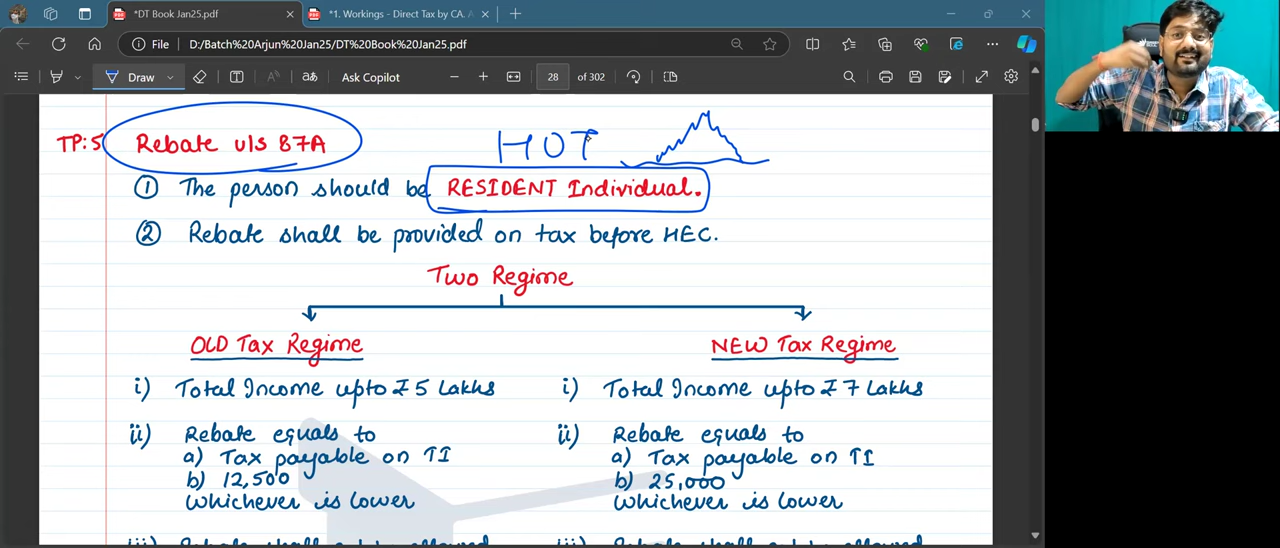 *DT Book Jan25.pdf
*1. Workings - Direct Tax by CA. A
File
D:/Batch%20Arjun%20Jan25/DT%20Book%20Jan25.pdf
Draw
Ask Copilot
28 of 302
TP:5 Rebate u/s 87A
HOT
① The person should be RESIDENT Individual.
② Rebate shall be provided on tax before HEC.
Two Regime
OLD Tax Regime
NEW Tax Regime
i) Total Income upto ₹5 Lakhs
i) Total Income upto ₹7 Lakhs
ii) Rebate equals to
a) Tax payable on TI
b) 12,500
Whichever is lower
ii) Rebate equals to
a) Tax payable on TI
b) 25,000
Whichever is lower